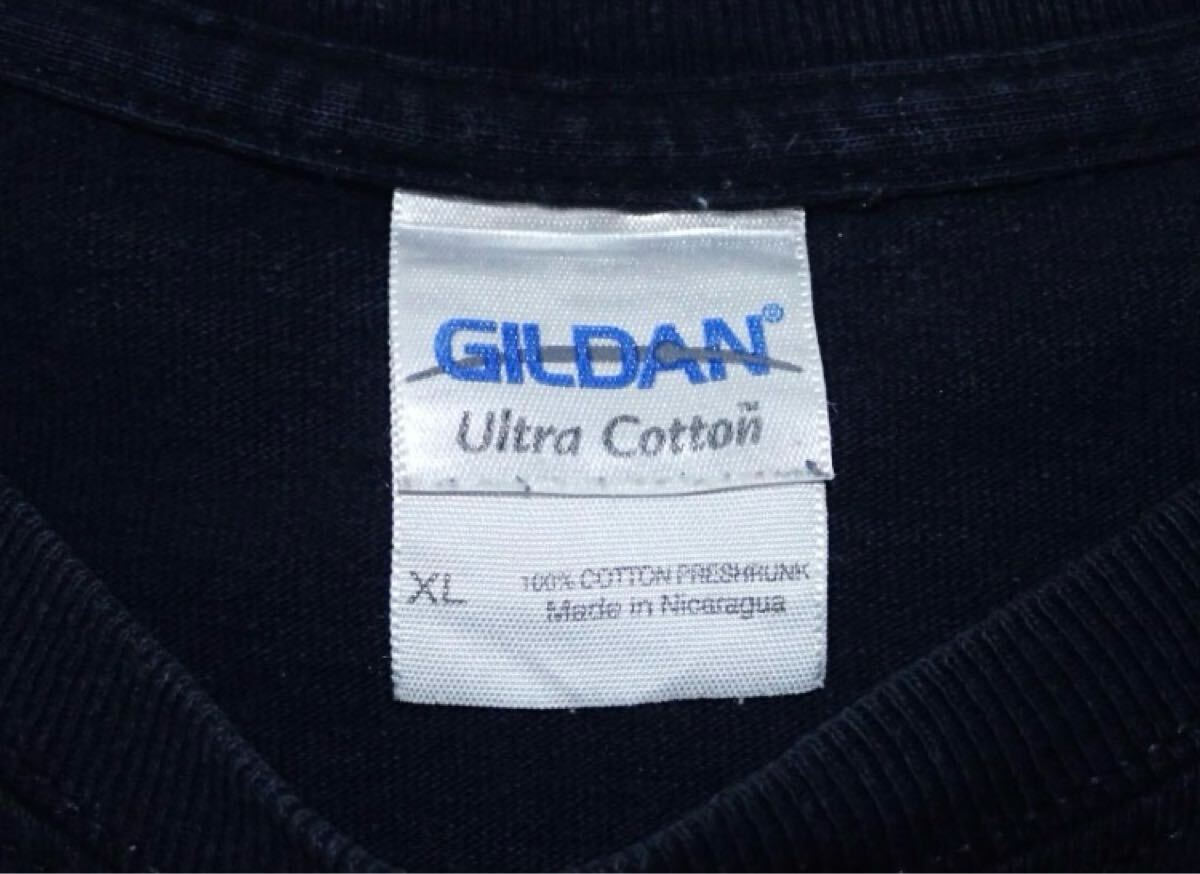 GILDAN®
Ultra Cotton™
XL 100% COTTON PRESHRUNK
Made in Nicaragua